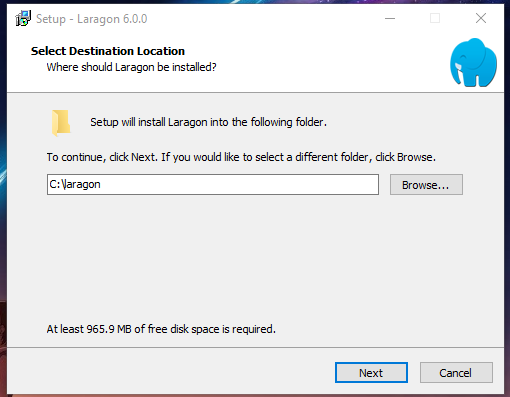 Setup - Laragon 6.0.0
Select Destination Location
Where should Laragon be installed?
Setup will install Laragon into the following folder.
To continue, click Next. If you would like to select a different folder, click Browse.
C:\laragon
Browse...
At least 965.9 MB of free disk space is required.
Next
Cancel